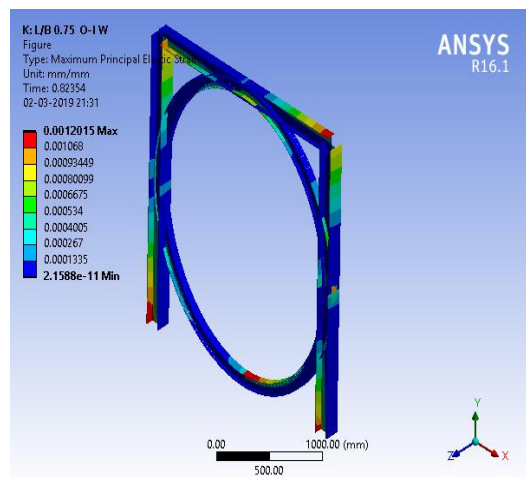 K: L/B 0.75 O-I W
Figure
Type: Maximum Principal Elastic Strain
Unit: mm/mm
Time: 0.82354
02-03-2019 21:31
ANSYS
R16.1
0.0012015 Max
0.001068
0.00093449
0.00080099
0.0006675
0.000534
0.0004005
0.000267
0.0001335
2.1588e-11 Min
0.00
1000.00 (mm)
500.00
Y
Z
X